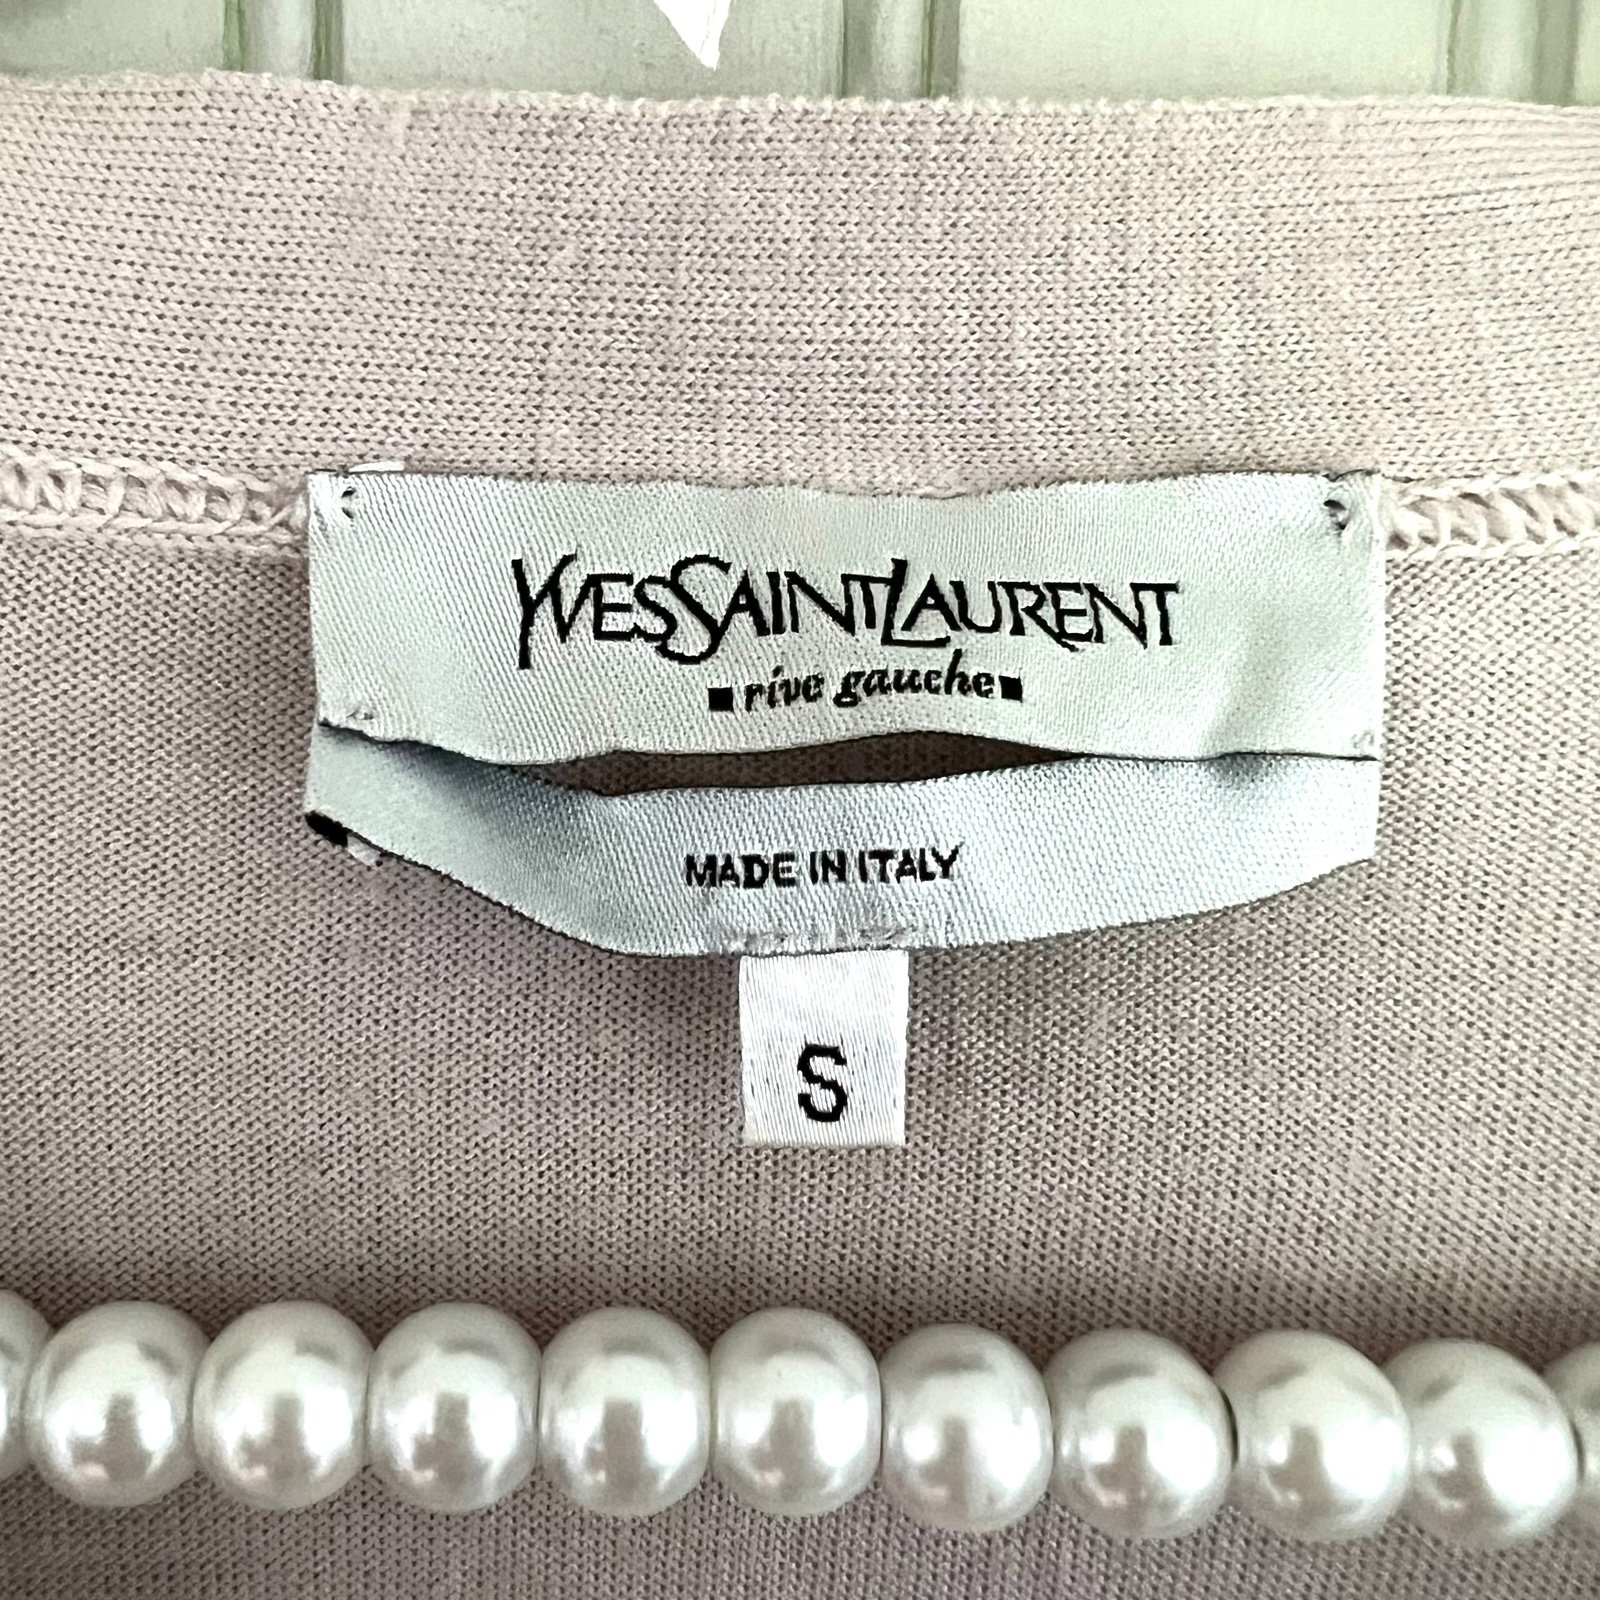 YVESSAINTLAURENT
rive gauche
MADE IN ITALY
S